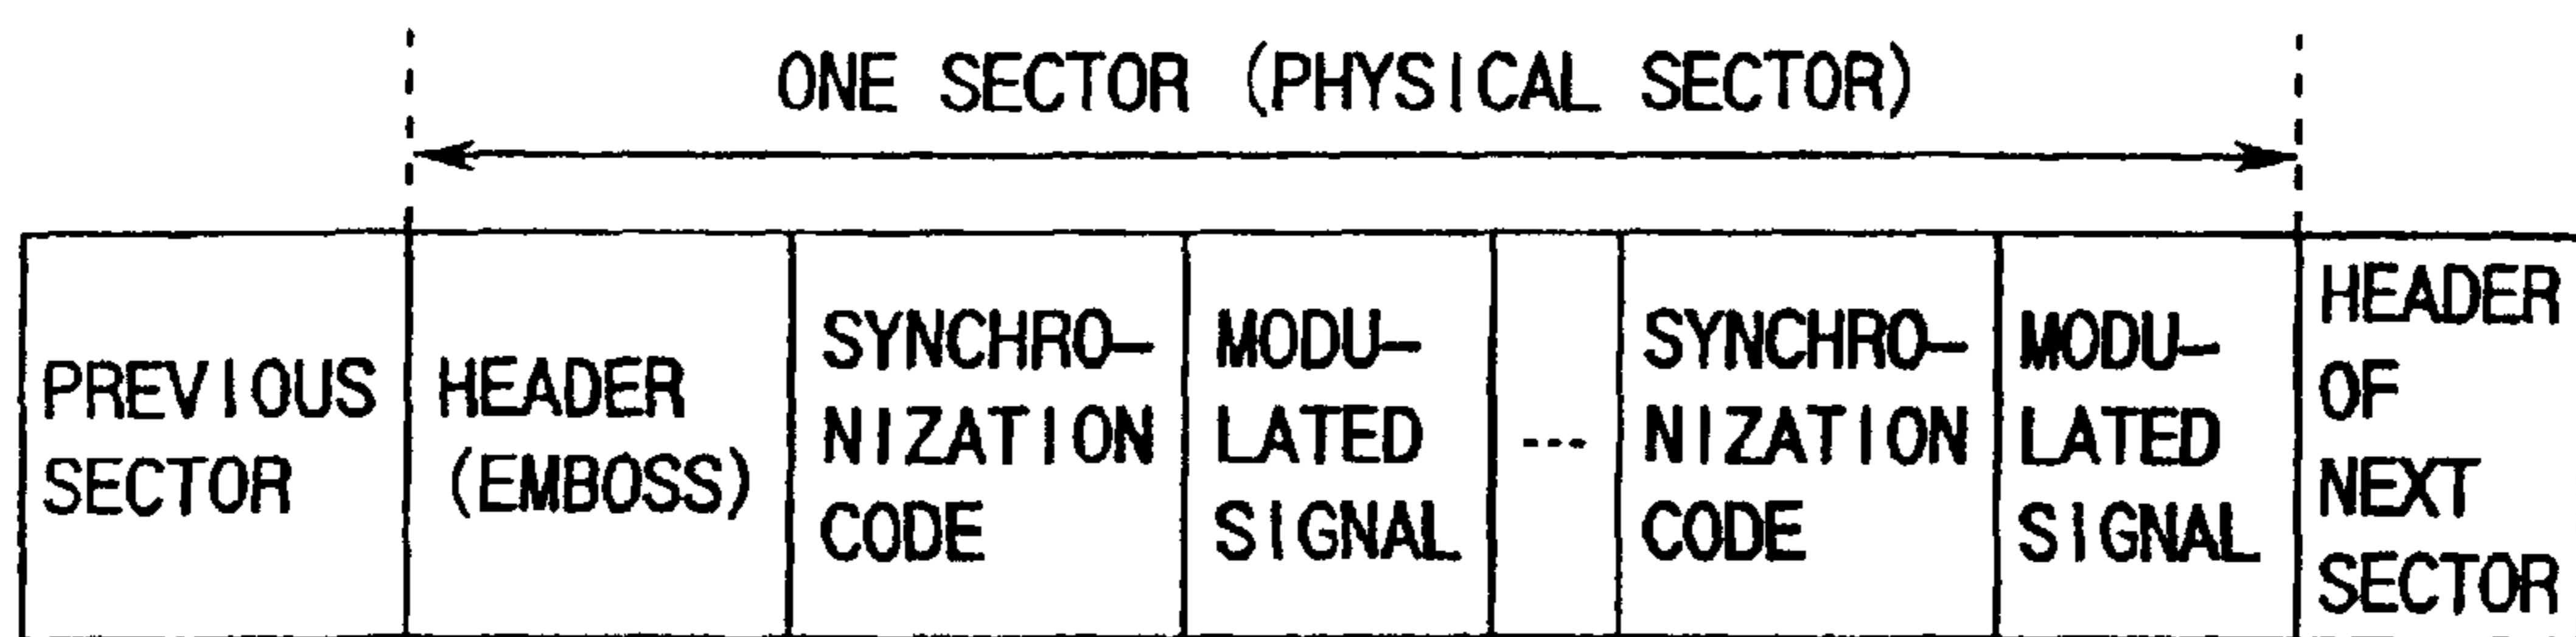 ONE SECTOR (PHYSICAL SECTOR)
PREVIOUS
SECTOR
HEADER
(EMBOSS)
SYNCHRO-
NIZATION
CODE
MODU-
LATED
SIGNAL
---
SYNCHRO-
NIZATION
CODE
MODU-
LATED
SIGNAL
HEADER
OF
NEXT
SECTOR